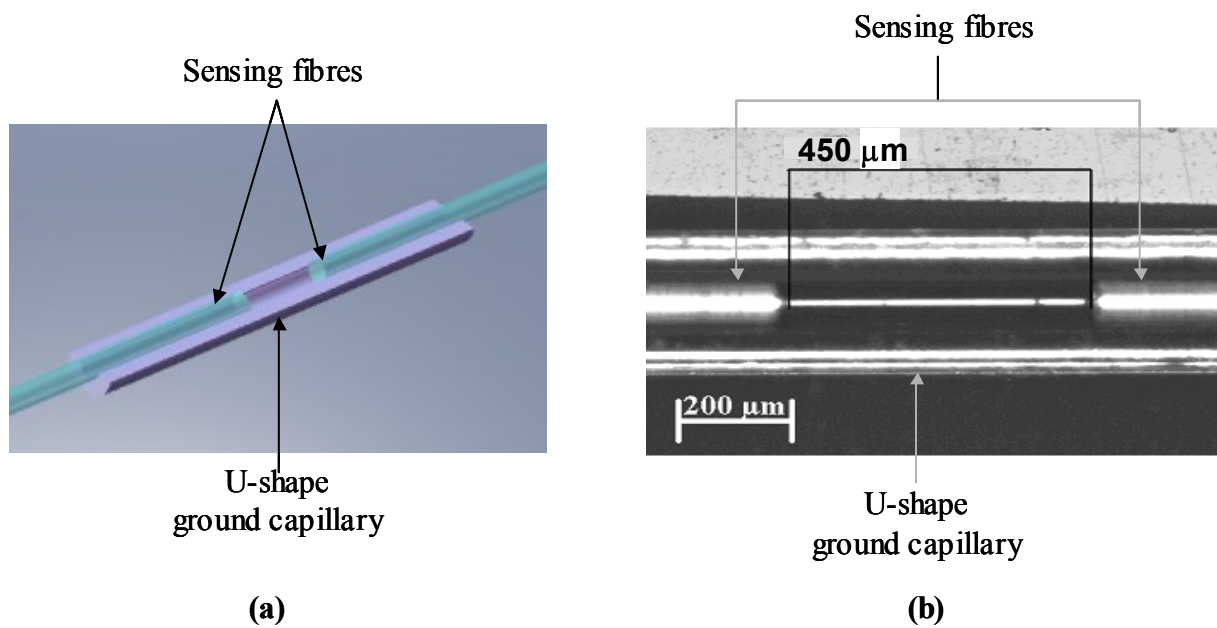 (a)
Sensing fibres
U-shape
ground capillary
(b)
Sensing fibres
450 μm
200 μm
U-shape
ground capillary